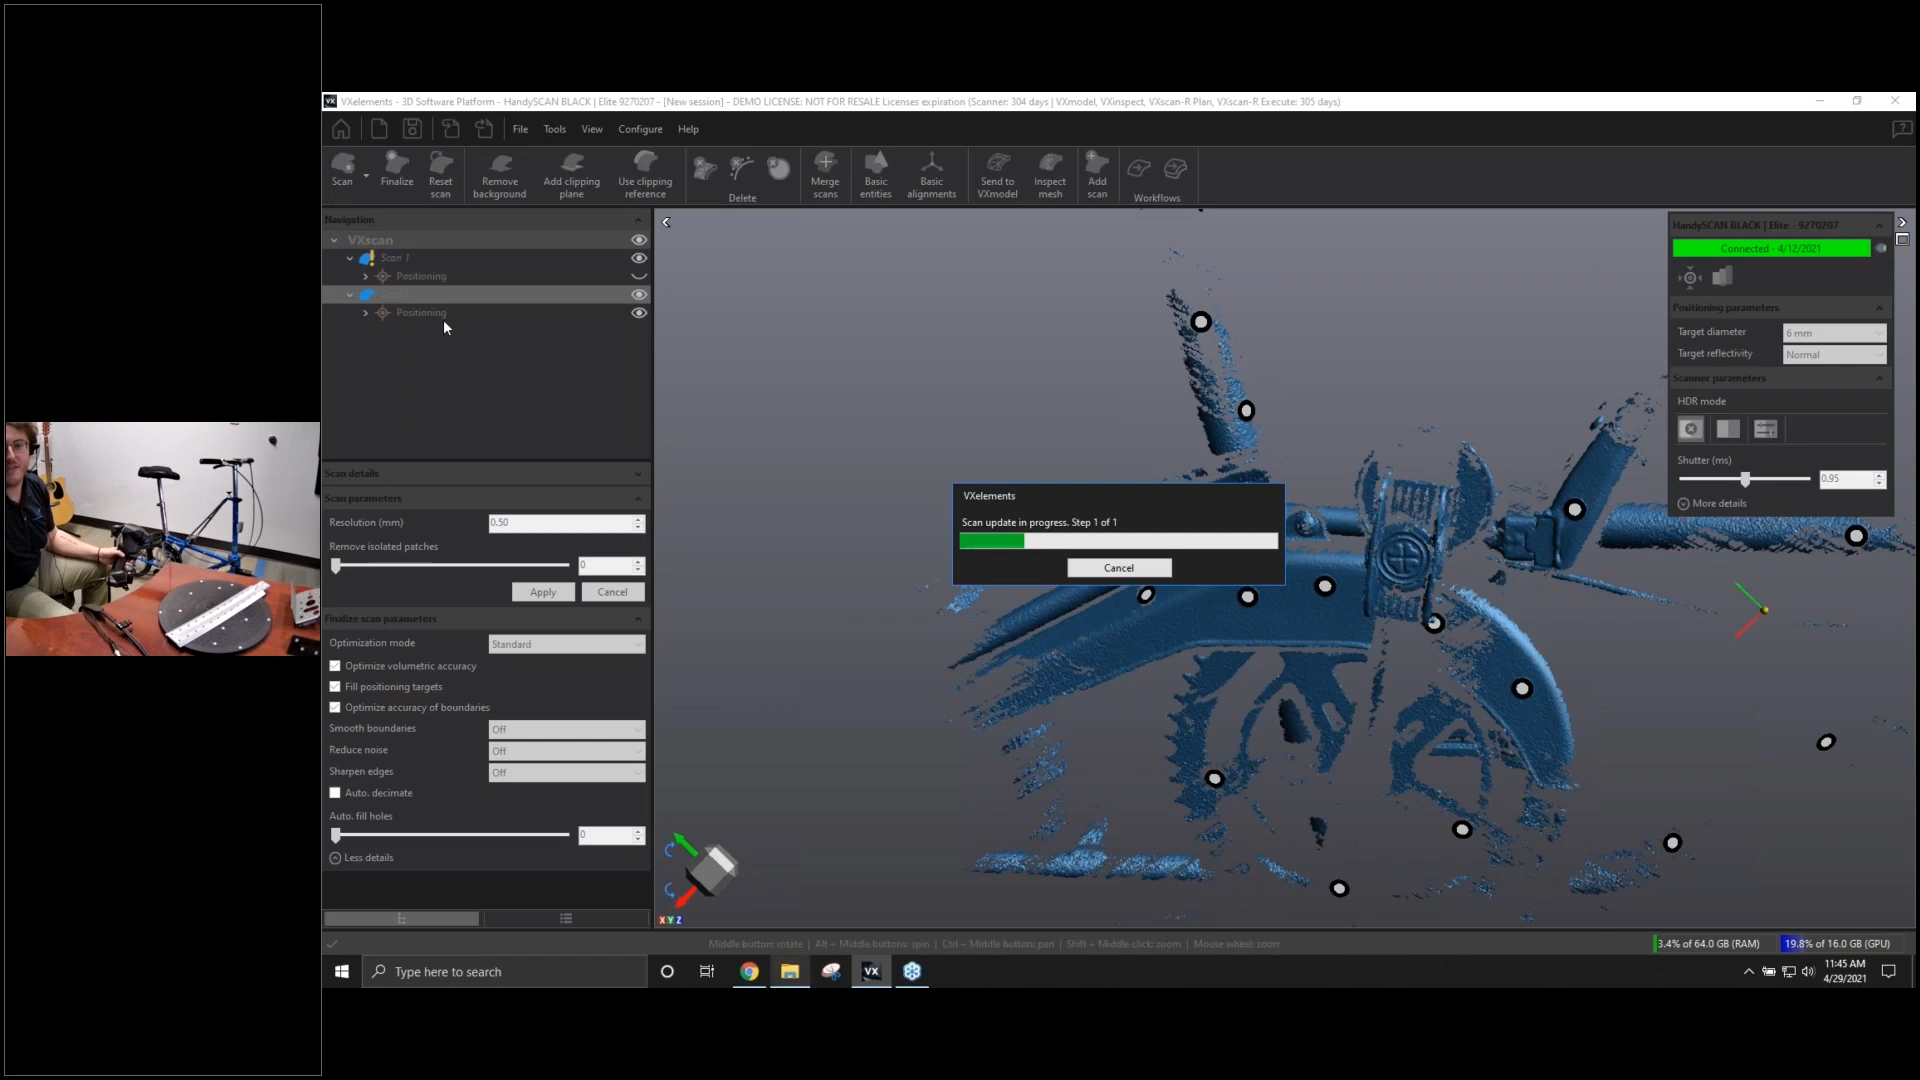 VXelements - 3D Software Platform - HandySCAN BLACK | Elite 9270207 - [New session] - DEMO LICENSE: NOT FOR RESALE Licenses expiration (Scanner: 304 days | VXmodel, VXinspect, VXscan-R Plan, VXscan-R Execute: 305 days)
File Tools View Configure Help
Scan
Finalize
Reset scan
Remove background
Add clipping plane
Use clipping reference
Delete
Merge scans
Basic entities
Basic alignments
Send to VXmodel
Inspect mesh
Add scan
Workflows
Navigation
VXscan
Scan 1
Positioning
Positioning
Scan details
Scan parameters
Resolution (mm) 0.50
Remove isolated patches
0
Apply Cancel
Finalize scan parameters
Optimization mode Standard
Optimize volumetric accuracy
Fill positioning targets
Optimize accuracy of boundaries
Smooth boundaries Off
Reduce noise Off
Sharpen edges Off
Auto. decimate
Auto. fill holes
0
Less details
VXelements
Scan update in progress. Step 1 of 1
Cancel
HandySCAN BLACK | Elite - 9270207
Connected - 4/12/2021
Positioning parameters
Target diameter 6 mm
Target reflectivity Normal
Scanner parameters
HDR mode
Shutter (ms)
0.95
More details
X Y Z
Middle button: rotate | Alt + Middle buttons: spin | Ctrl + Middle button: pan | Shift + Middle click: zoom | Mouse wheel: zoom
3.4% of 64.0 GB (RAM) 19.8% of 16.0 GB (GPU)
Type here to search
VX
11:45 AM
4/29/2021